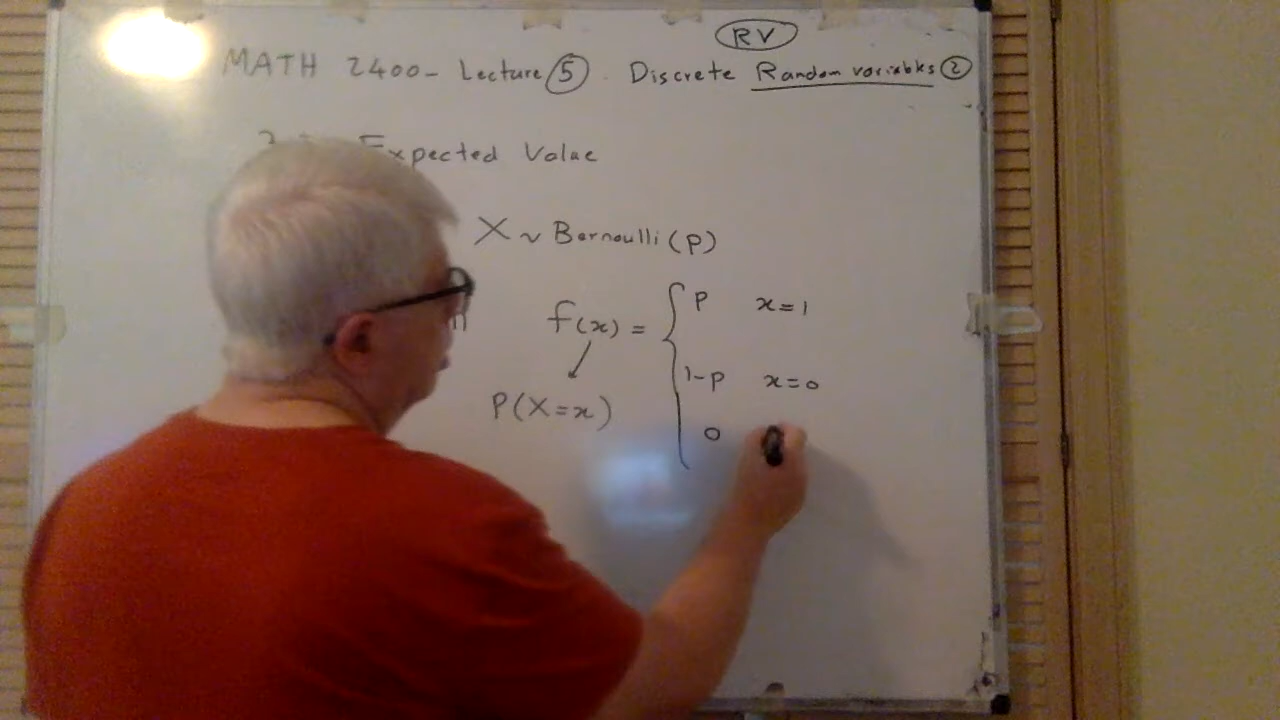 RV
MATH 2400- Lecture 5. Discrete Random variables 2
Expected Value
X ~ Bernoulli (p)
f(x) = { p x=1
1-p x=0
P(X=x)
0